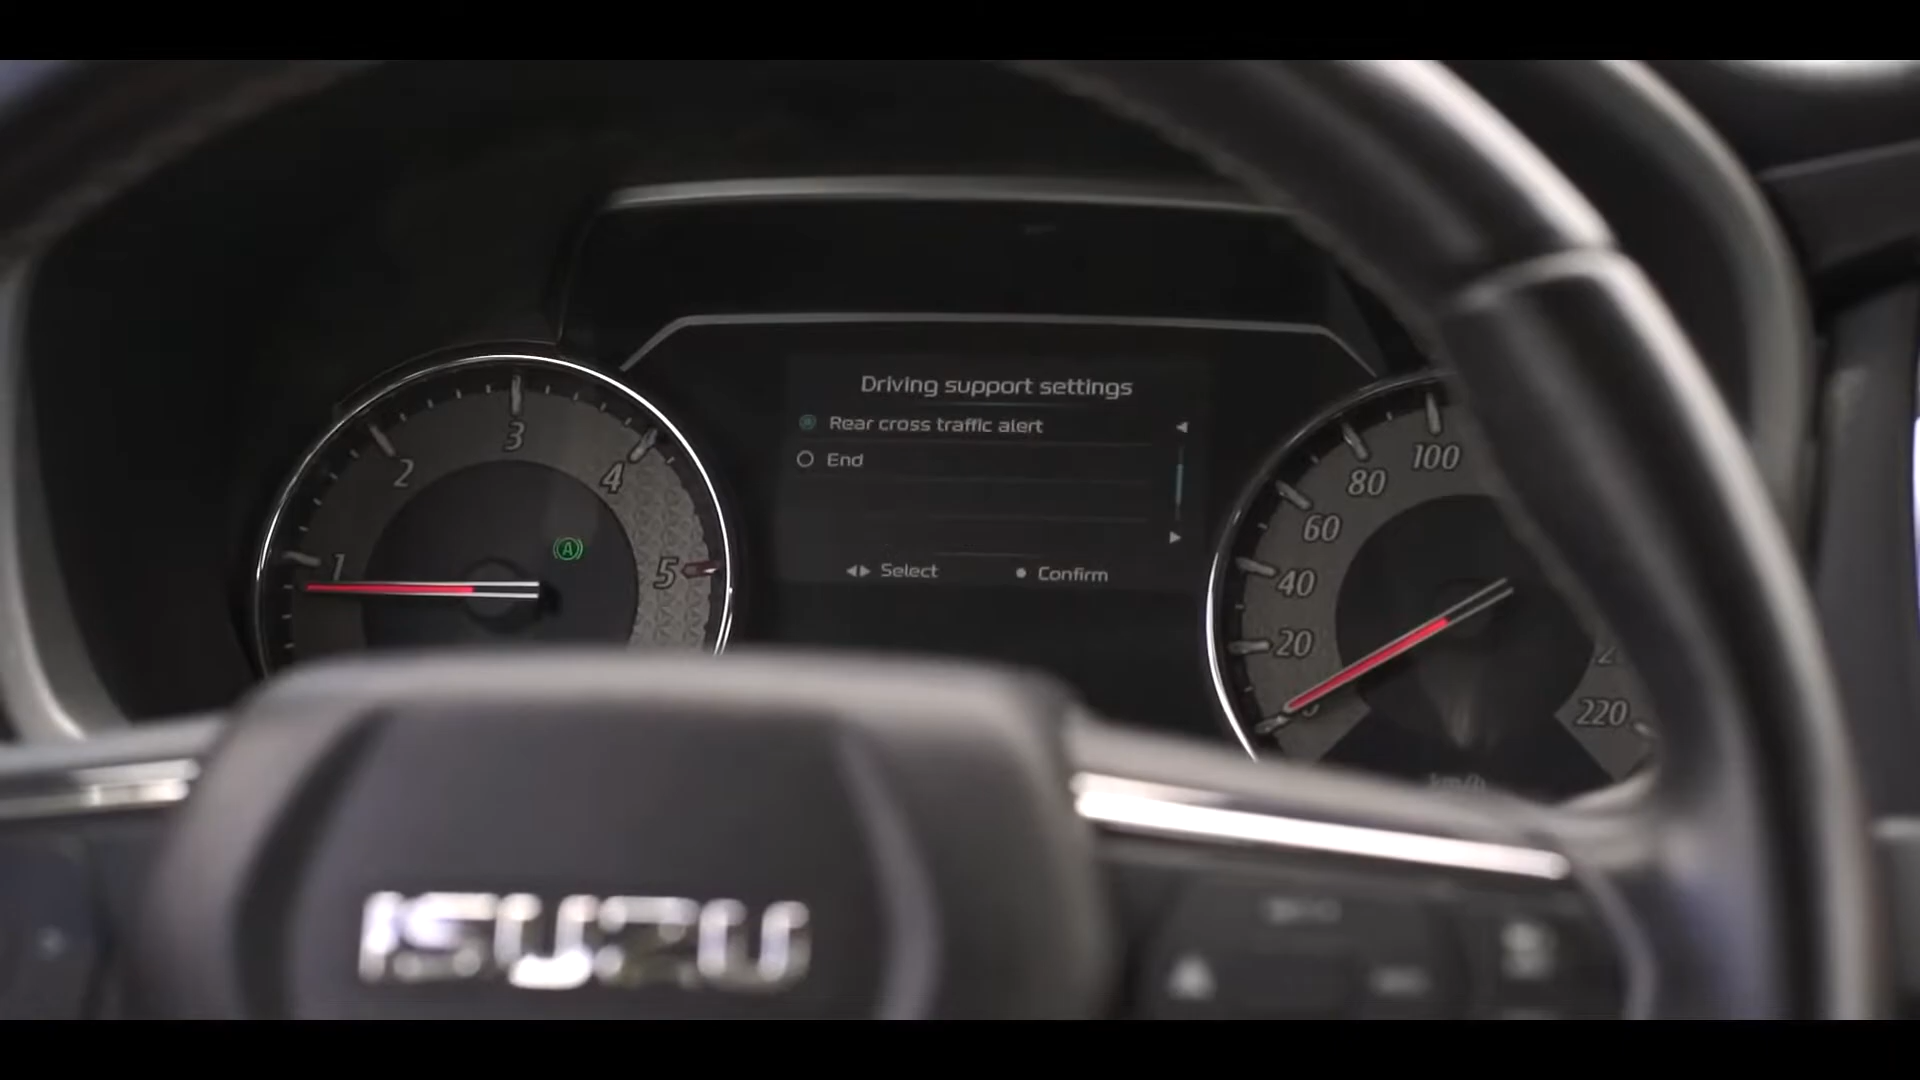 Driving support settings
Rear cross traffic alert
End
Select
Confirm
1
2
3
4
5
A
20
40
60
80
100
220
km/h
ISUZU